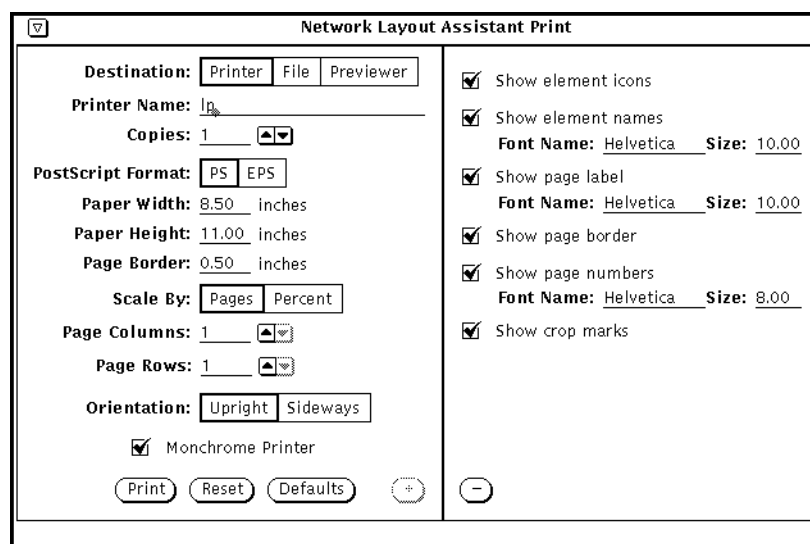 Network Layout Assistant Print
Destination: Printer File Previewer
Printer Name: lp
Copies: 1
PostScript Format: PS EPS
Paper Width: 8.50 inches
Paper Height: 11.00 inches
Page Border: 0.50 inches
Scale By: Pages Percent
Page Columns: 1
Page Rows: 1
Orientation: Upright Sideways
Monochrome Printer
Print Reset Defaults +
Show element icons
Show element names
Font Name: Helvetica Size: 10.00
Show page label
Font Name: Helvetica Size: 10.00
Show page border
Show page numbers
Font Name: Helvetica Size: 8.00
Show crop marks
−